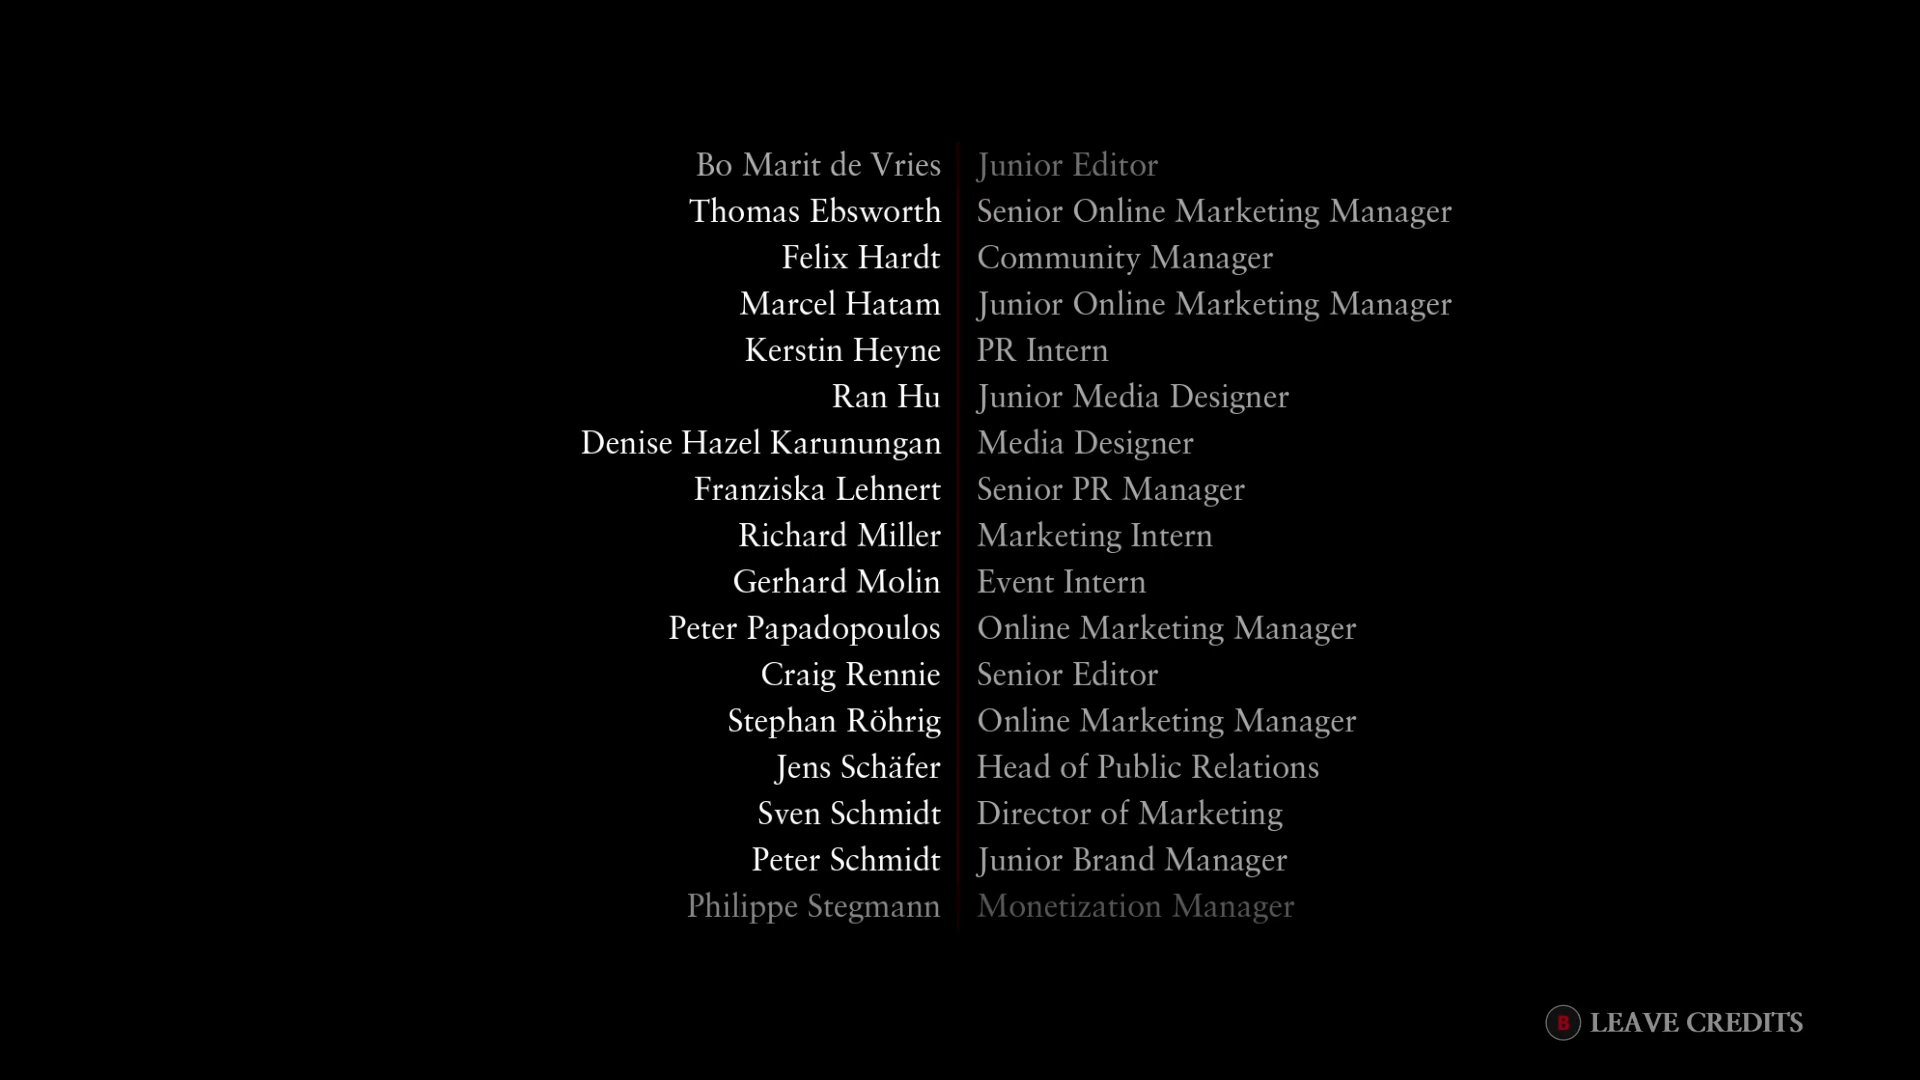 Bo Marit de Vries Junior Editor
Thomas Ebsworth Senior Online Marketing Manager
Felix Hardt Community Manager
Marcel Hatam Junior Online Marketing Manager
Kerstin Heyne PR Intern
Ran Hu Junior Media Designer
Denise Hazel Karunungan Media Designer
Franziska Lehnert Senior PR Manager
Richard Miller Marketing Intern
Gerhard Molin Event Intern
Peter Papadopoulos Online Marketing Manager
Craig Rennie Senior Editor
Stephan Röhrig Online Marketing Manager
Jens Schäfer Head of Public Relations
Sven Schmidt Director of Marketing
Peter Schmidt Junior Brand Manager
Philippe Stegmann Monetization Manager
B LEAVE CREDITS